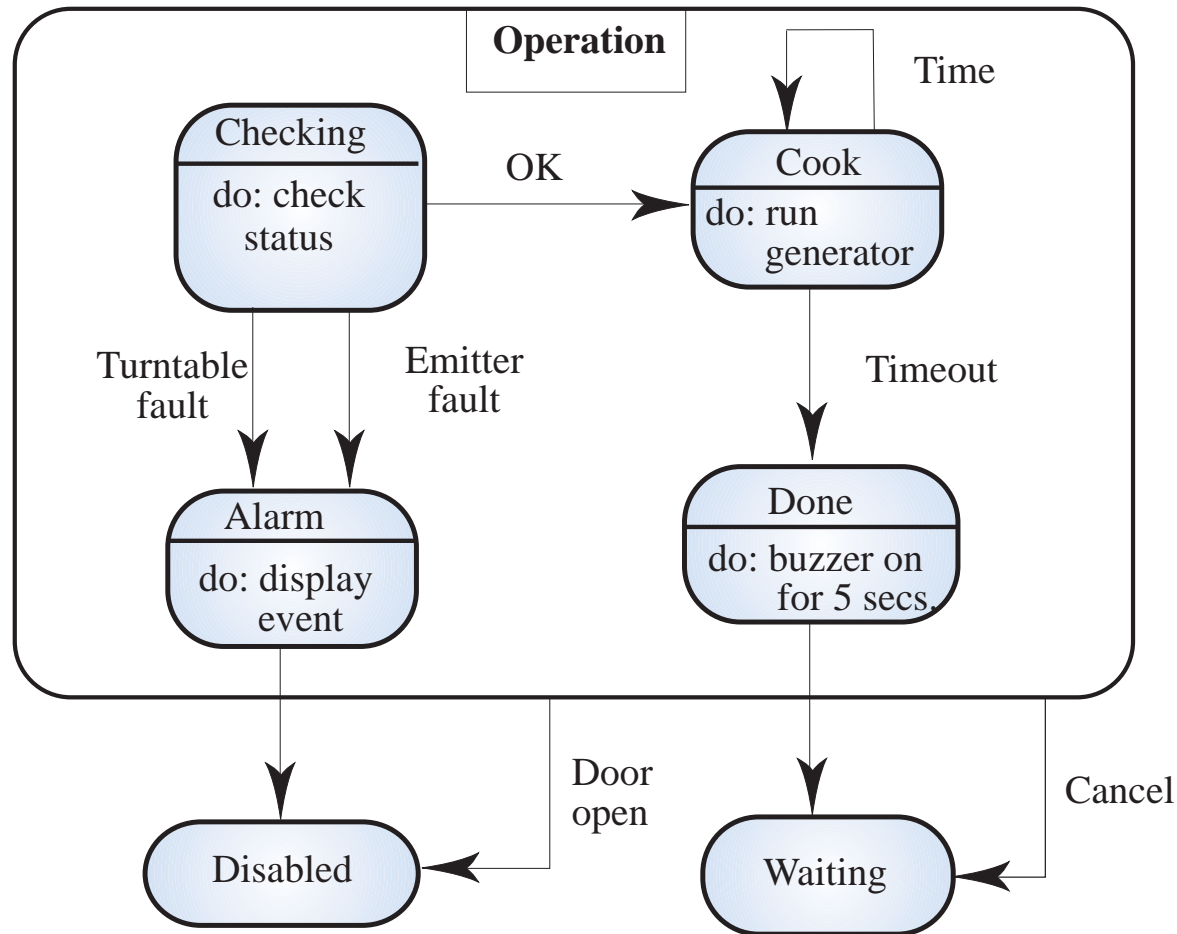 Operation
Time
Checking
do: check
status
OK
Cook
do: run
generator
Turntable
fault
Emitter
fault
Timeout
Alarm
do: display
event
Done
do: buzzer on
for 5 secs.
Door
open
Cancel
Disabled
Waiting